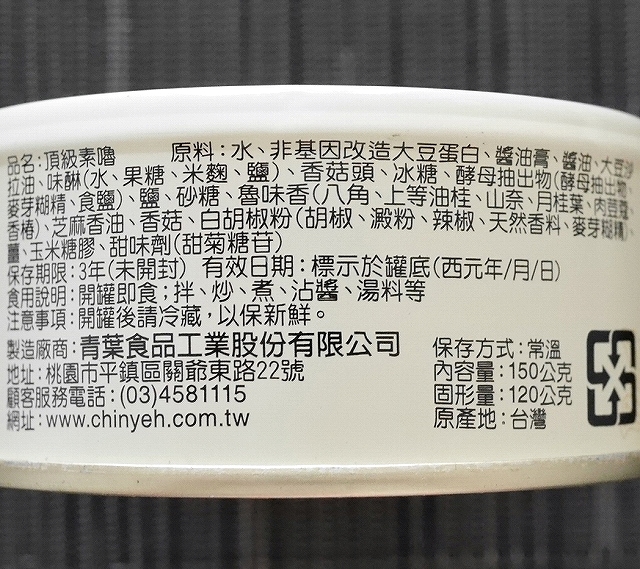 品名:頂級素嚕 原料:水、非基因改造大豆蛋白、醬油膏、醬油、大豆沙
拉油、味醂(水、果糖、米麴、鹽)、香菇頭、冰糖、酵母抽出物(酵母抽出物、
麥芽糊精、食鹽)、鹽、砂糖、魯味香(八角、上等油桂、山奈、月桂葉、肉豆蔻、
香椿)、芝麻香油、香菇、白胡椒粉(胡椒、澱粉、辣椒、天然香料、麥芽糊精)、
量、玉米糖膠、甜味劑(甜菊糖苷)
保存期限:3年(未開封) 有效日期:標示於罐底(西元年/月/日)
食用說明:開罐即食;拌、炒、煮、沾醬、湯料等
注意事項:開罐後請冷藏,以保新鮮。
製造廠商:青葉食品工業股份有限公司
地址:桃園市平鎮區關爺東路22號
顧客服務電話:(03)4581115
網址:www.chinyeh.com.tw
保存方式:常溫
內容量:150公克
固形量:120公克
原產地:台灣